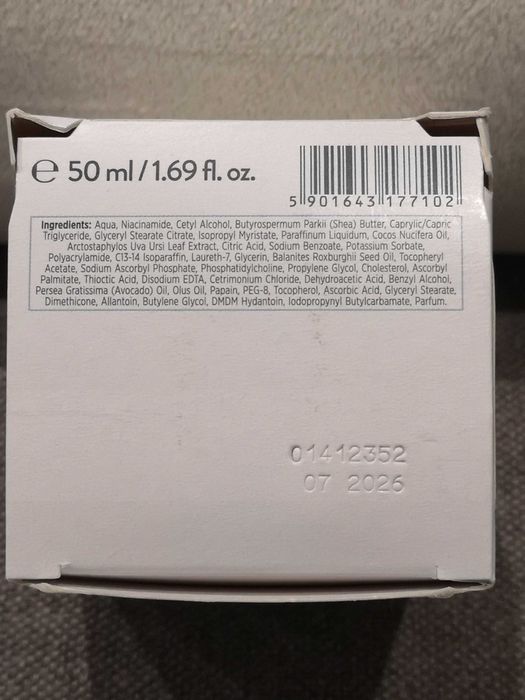 ℮ 50 ml / 1.69 fl. oz.
5 901643 177102
Ingredients: Aqua, Niacinamide, Cetyl Alcohol, Butyrospermum Parkii (Shea) Butter, Caprylic/Capric
Triglyceride, Glyceryl Stearate Citrate, Isopropyl Myristate, Paraffinum Liquidum, Cocos Nucifera Oil,
Arctostaphylos Uva Ursi Leaf Extract, Citric Acid, Sodium Benzoate, Potassium Sorbate,
Polyacrylamide, C13-14 Isoparaffin, Laureth-7, Glycerin, Balanites Roxburghii Seed Oil, Tocopheryl
Acetate, Sodium Ascorbyl Phosphate, Phosphatidylcholine, Propylene Glycol, Cholesterol, Ascorbyl
Palmitate, Thioctic Acid, Disodium EDTA, Cetrimonium Chloride, Dehydroacetic Acid, Benzyl Alcohol,
Persea Gratissima (Avocado) Oil, Olus Oil, Papain, PEG-8, Tocopherol, Ascorbic Acid, Glyceryl Stearate,
Dimethicone, Allantoin, Butylene Glycol, DMDM Hydantoin, Iodopropynyl Butylcarbamate, Parfum.
01412352
07 2026